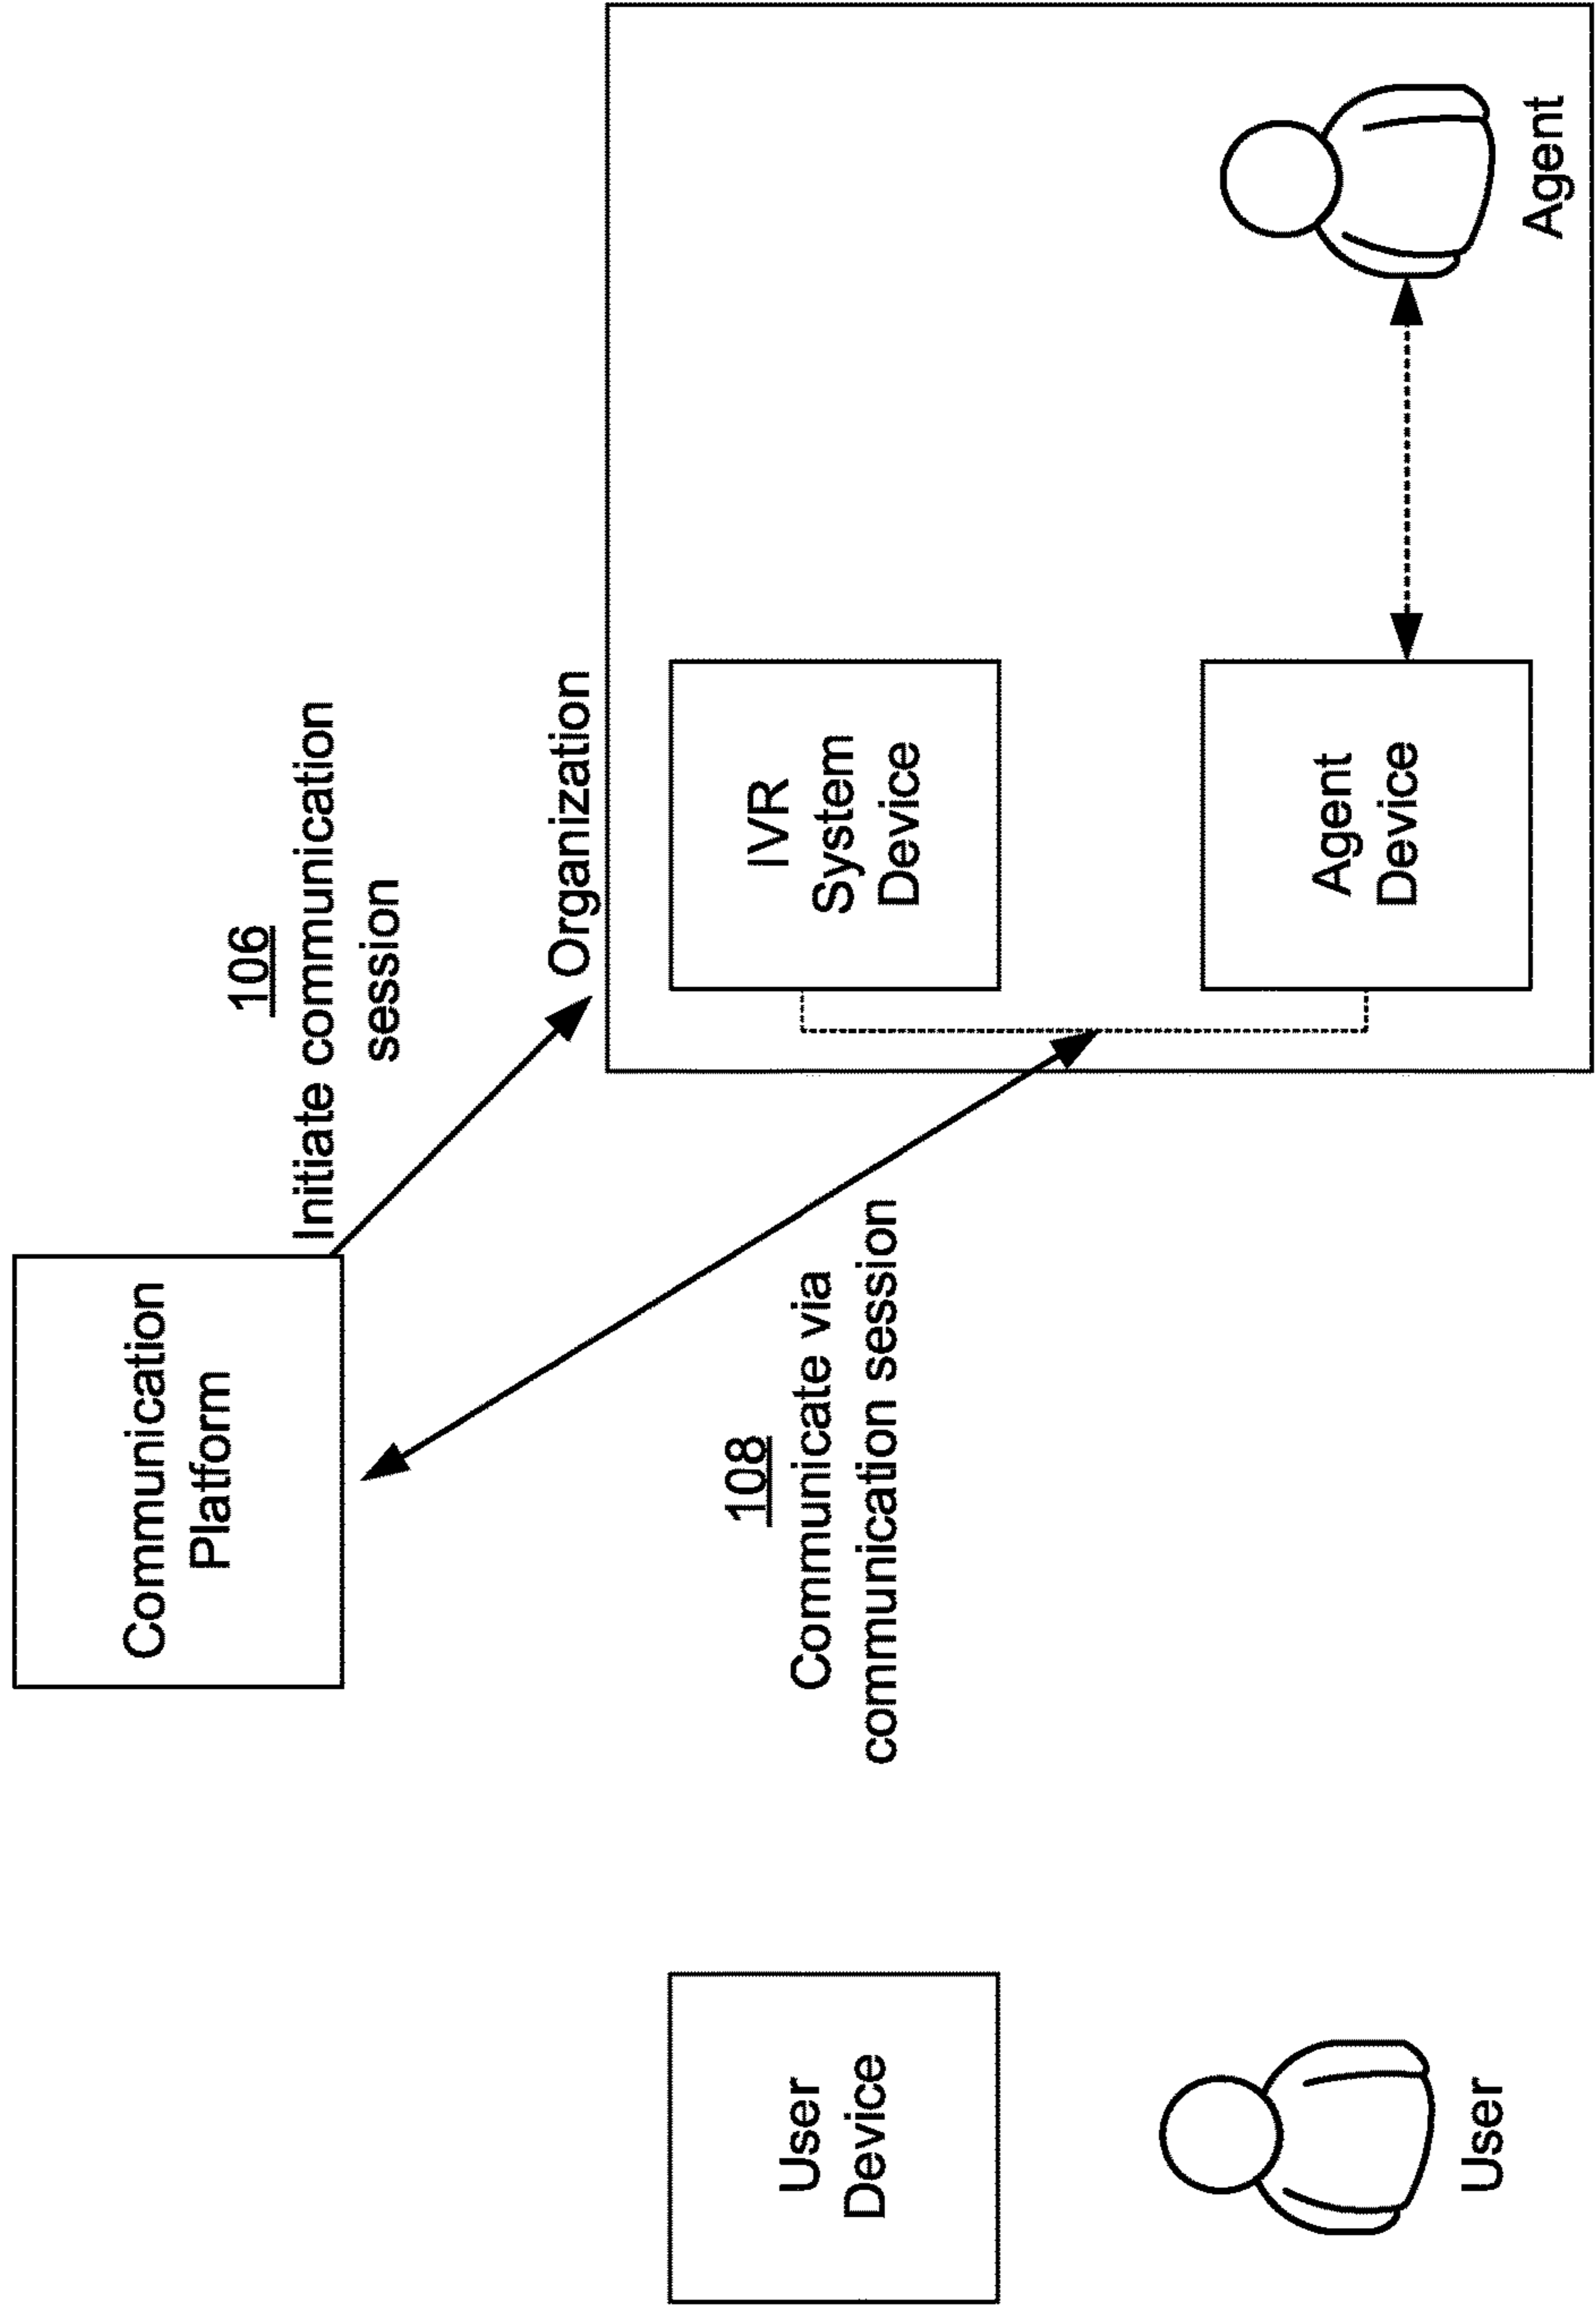 Communication
Platform
106
Initiate communication
session
Organization
108
Communicate via
communication session
User
Device
IVR
System
Device
Agent
Device
User
Agent